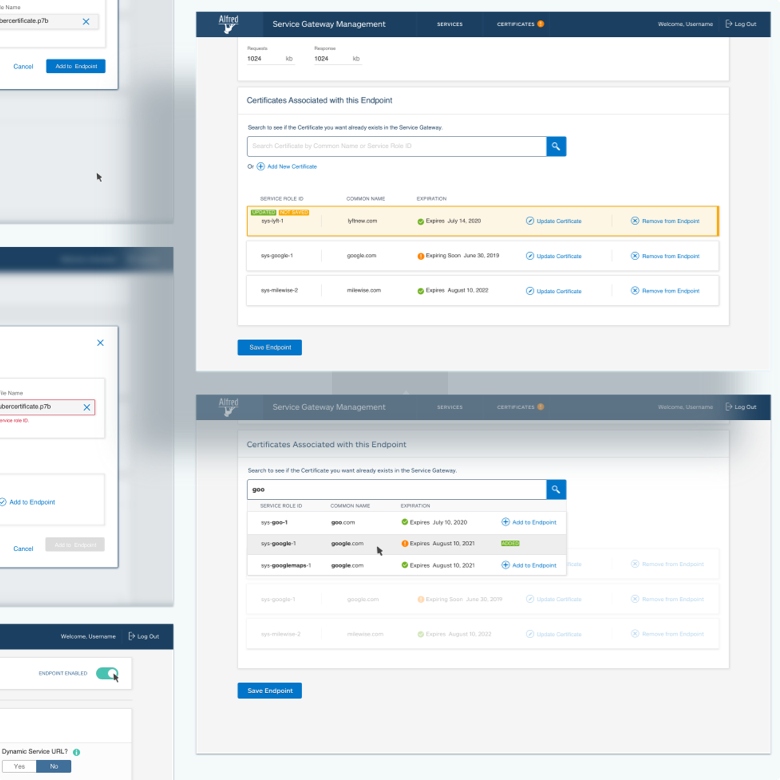 File Name
ubercertificate.p7b
Cancel
Add to Endpoint
File Name
ubercertificate.p7b
service role ID
Add to Endpoint
Cancel
Add to Endpoint
Welcome, Username
Log Out
ENDPOINT ENABLED
Dynamic Service URL?
Yes
No
Alfred
Service Gateway Management
SERVICES
CERTIFICATES
Welcome, Username
Log Out
Requests
Response
1024 kb
1024 kb
Certificates Associated with this Endpoint
Search to see if the Certificate you want already exists in the Service Gateway.
Search Certificate by Common Name or Service Role ID
Or Add New Certificate
SERVICE ROLE ID COMMON NAME EXPIRATION
UPDATED NOT SAVED
sys-lyft-1 lyftnew.com Expires July 14, 2020 Update Certificate Remove from Endpoint
sys-google-1 google.com Expiring Soon June 30, 2019 Update Certificate Remove from Endpoint
sys-milewise-2 milewise.com Expires August 10, 2022 Update Certificate Remove from Endpoint
Save Endpoint
Alfred
Service Gateway Management
SERVICES
CERTIFICATES
Welcome, Username
Log Out
Certificates Associated with this Endpoint
Search to see if the Certificate you want already exists in the Service Gateway.
goo
SERVICE ROLE ID COMMON NAME EXPIRATION
sys-goo-1 goo.com Expires July 10, 2020 Add to Endpoint
sys-google-1 google.com Expires August 10, 2021 ADDED
sys-googlemaps-1 google.com Expires August 10, 2021 Add to Endpoint
Remove from Endpoint
sys-google-1 google.com Expiring Soon June 30, 2019 Update Certificate Remove from Endpoint
sys-milewise-2 milewise.com Expires August 10, 2022 Update Certificate Remove from Endpoint
Save Endpoint